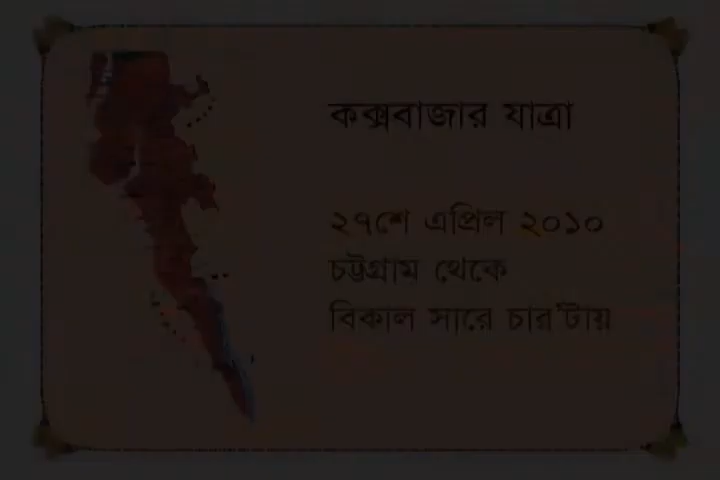 কক্সবাজার যাত্রা
২৭শে এপ্রিল ২০১০
চট্টগ্রাম থেকে
বিকাল সারে চার'টায়